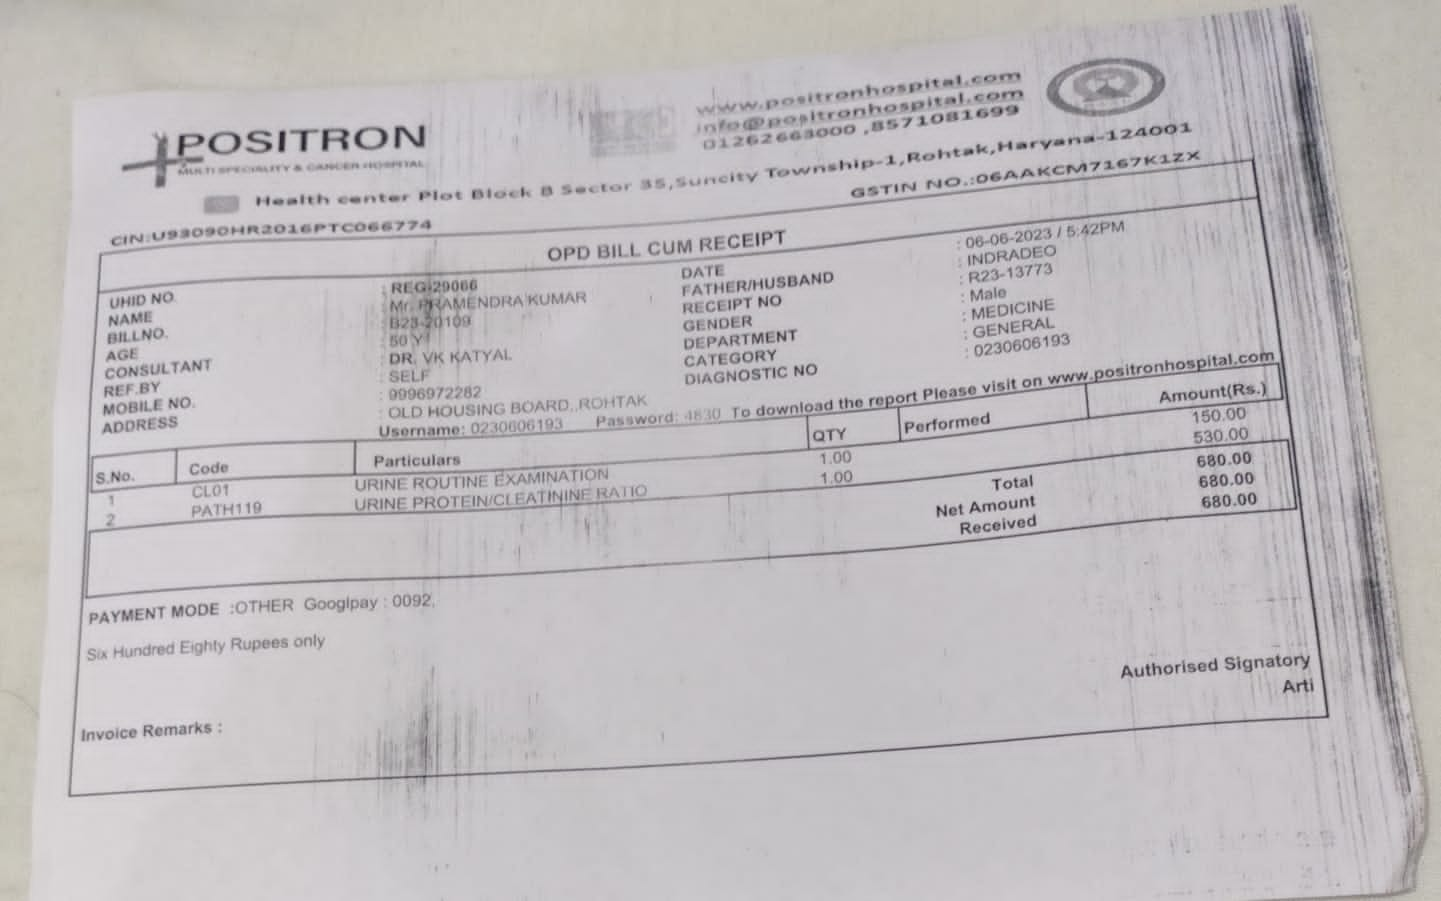 POSITRON
MULTI SPECIALITY & CANCER HOSPITAL
www.positronhospital.com
info@positronhospital.com
01262663000 ,8571081699
Health center Plot Block B Sector 35,Suncity Township-1,Rohtak,Haryana-124001
CIN:U93090HR2016PTC066774
GSTIN NO.:06AAKCM7167K1ZX
OPD BILL CUM RECEIPT
UHID NO. : REG-29066 DATE : 06-06-2023 / 5:42PM
NAME : Mr. PRAMENDRA KUMAR FATHER/HUSBAND : INDRADEO
BILLNO. : B23-20109 RECEIPT NO : R23-13773
AGE : 50 Y GENDER : Male
CONSULTANT : DR. VK KATYAL DEPARTMENT : MEDICINE
REF.BY : SELF CATEGORY : GENERAL
MOBILE NO. : 9996972282 DIAGNOSTIC NO : 0230606193
ADDRESS : OLD HOUSING BOARD,,ROHTAK
Username: 0230606193 Password: 4830 To download the report Please visit on www.positronhospital.com
S.No. Code Particulars QTY Performed Amount(Rs.)
1 CL01 URINE ROUTINE EXAMINATION 1.00 150.00
2 PATH119 URINE PROTEIN/CLEATININE RATIO 1.00 530.00
Total 680.00
Net Amount 680.00
Received 680.00
PAYMENT MODE :OTHER Googlpay : 0092,
Six Hundred Eighty Rupees only
Authorised Signatory
Arti
Invoice Remarks :